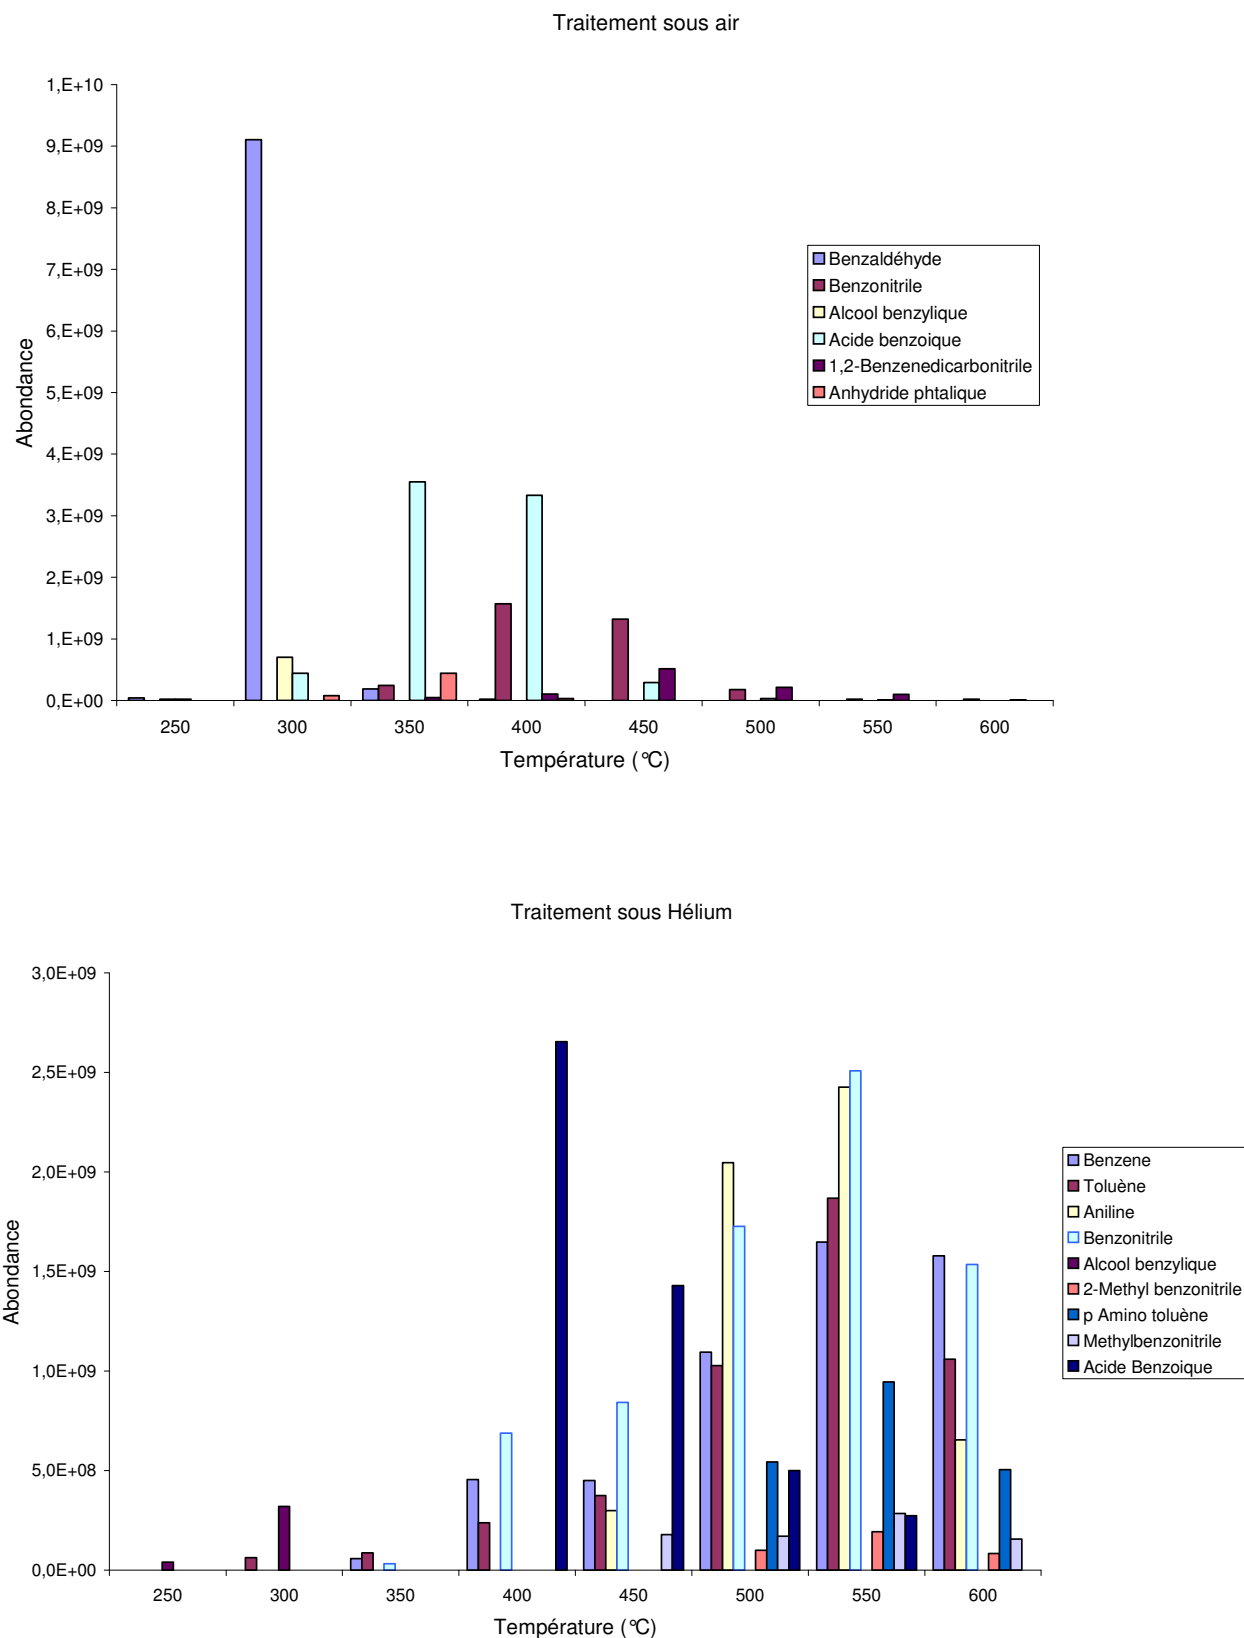 Traitement sous air
1,E+10
9,E+09
8,E+09
7,E+09
6,E+09
5,E+09
4,E+09
3,E+09
2,E+09
1,E+09
0,E+00
Abondance
250 300 350 400 450 500 550 600
Température (°C)
Benzaldéhyde
Benzonitrile
Alcool benzylique
Acide benzoique
1,2-Benzenedicarbonitrile
Anhydride phtalique
Traitement sous Hélium
3,0E+09
2,5E+09
2,0E+09
1,5E+09
1,0E+09
5,0E+08
0,0E+00
Abondance
250 300 350 400 450 500 550 600
Température (°C)
Benzene
Toluène
Aniline
Benzonitrile
Alcool benzylique
2-Methyl benzonitrile
p Amino toluène
Methylbenzonitrile
Acide Benzoique